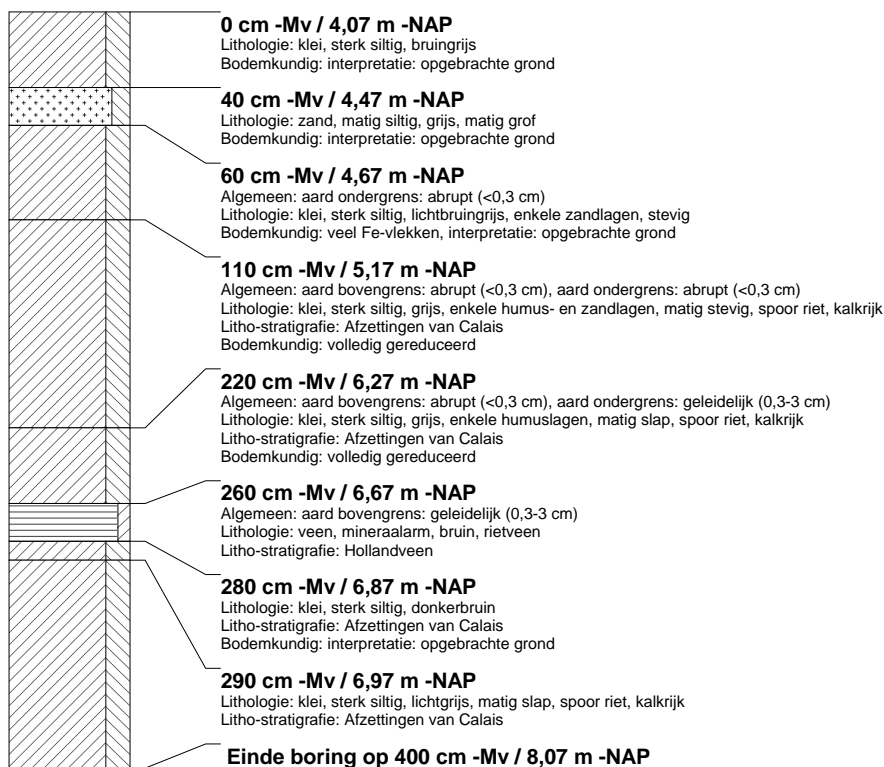 0 cm -Mv / 4,07 m -NAP
Lithologie: klei, sterk siltig, bruingrijs
Bodemkundig: interpretatie: opgebrachte grond
40 cm -Mv / 4,47 m -NAP
Lithologie: zand, matig siltig, grijs, matig grof
Bodemkundig: interpretatie: opgebrachte grond
60 cm -Mv / 4,67 m -NAP
Algemeen: aard ondergrens: abrupt (<0,3 cm)
Lithologie: klei, sterk siltig, lichtbruingrijs, enkele zandlagen, stevig
Bodemkundig: veel Fe-vlekken, interpretatie: opgebrachte grond
110 cm -Mv / 5,17 m -NAP
Algemeen: aard bovengrens: abrupt (<0,3 cm), aard ondergrens: abrupt (<0,3 cm)
Lithologie: klei, sterk siltig, grijs, enkele humus- en zandlagen, matig stevig, spoor riet, kalkrijk
Litho-stratigrafie: Afzettingen van Calais
Bodemkundig: volledig gereduceerd
220 cm -Mv / 6,27 m -NAP
Algemeen: aard bovengrens: abrupt (<0,3 cm), aard ondergrens: geleidelijk (0,3-3 cm)
Lithologie: klei, sterk siltig, grijs, enkele humuslagen, matig slap, spoor riet, kalkrijk
Litho-stratigrafie: Afzettingen van Calais
Bodemkundig: volledig gereduceerd
260 cm -Mv / 6,67 m -NAP
Algemeen: aard bovengrens: geleidelijk (0,3-3 cm)
Lithologie: veen, mineraalarm, bruin, rietveen
Litho-stratigrafie: Hollandveen
280 cm -Mv / 6,87 m -NAP
Lithologie: klei, sterk siltig, donkerbruin
Litho-stratigrafie: Afzettingen van Calais
Bodemkundig: interpretatie: opgebrachte grond
290 cm -Mv / 6,97 m -NAP
Lithologie: klei, sterk siltig, lichtgrijs, matig slap, spoor riet, kalkrijk
Litho-stratigrafie: Afzettingen van Calais
Einde boring op 400 cm -Mv / 8,07 m -NAP